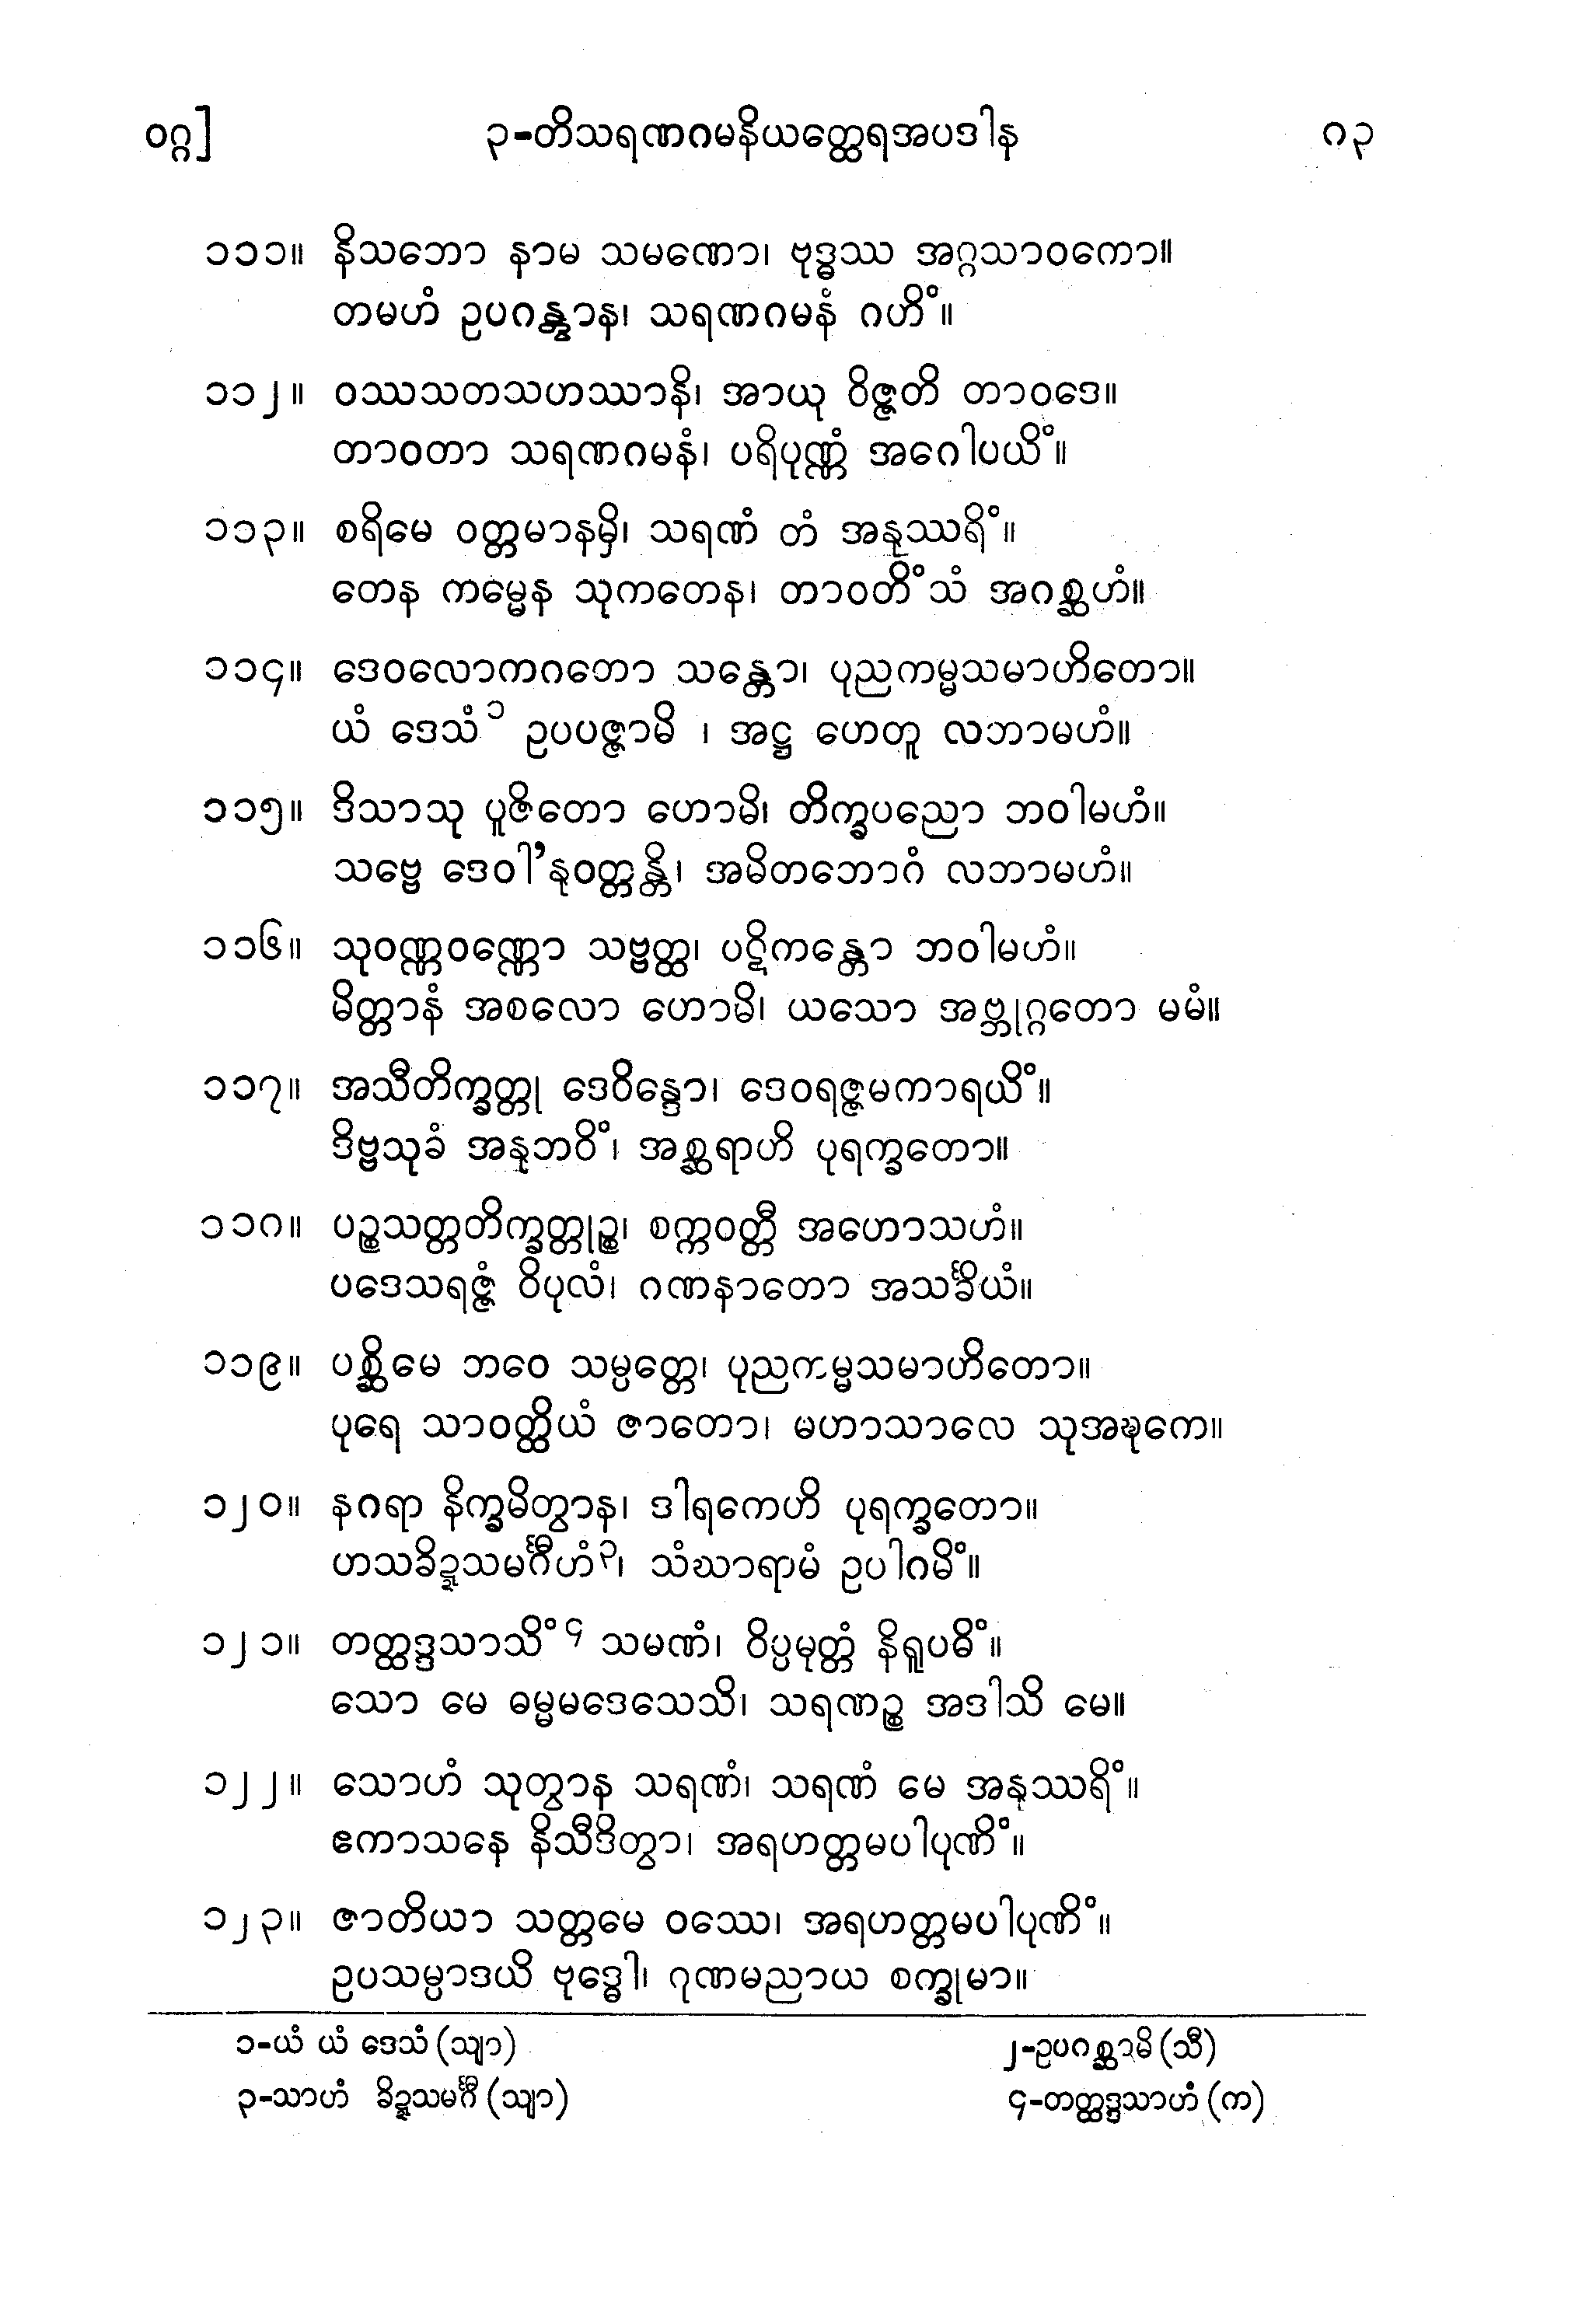 ဝဂ္ဂ] ၃-တိသရဏဂမနိယတ္ထေရအပဒါန ၈၃
၁၁၁။ နိသဘော နာမ သမဏော၊ ဗုဒ္ဓဿ အဂ္ဂသာဝကော။
တမဟံ ဥပဂန္တွာန၊ သရဏဂမနံ ဂဟိံ။
၁၁၂။ ဝဿသတသဟဿာနိ၊ အာယု ဝိဇ္ဇတိ တာဝဒေ။
တာဝတာ သရဏဂမနံ၊ ပရိပုဏ္ဏံ အဂေါပယိံ။
၁၁၃။ စရိမေ ဝတ္တမာနမှိ၊ သရဏံ တံ အနုဿရိံ။
တေန ကမ္မေန သုကတေန၊ တာဝတိံသံ အဂစ္ဆဟံ။
၁၁၄။ ဒေဝလောကဂတော သန္တော၊ ပုညကမ္မသမာဟိတော။
ယံ ဒေသံ ၁ ဥပပဇ္ဇာမိ ၊ အဋ္ဌ ဟေတူ လဘာမဟံ။
၁၁၅။ ဒိသာသု ပူဇိတော ဟောမိ၊ တိက္ခပညော ဘဝါမဟံ။
သဗ္ဗေ ဒေဝါ’နုဝတ္တန္တိ၊ အမိတဘောဂံ လဘာမဟံ။
၁၁၆။ သုဝဏ္ဏဝဏ္ဏော သဗ္ဗတ္ထ၊ ပဋိကန္တော ဘဝါမဟံ။
မိတ္တာနံ အစလော ဟောမိ၊ ယသော အဗ္ဘုဂ္ဂတော မမံ။
၁၁၇။ အသီတိက္ခတ္တု ဒေဝိန္ဒော၊ ဒေဝရဇ္ဇမကာရယိံ။
ဒိဗ္ဗသုခံ အနုဘဝိံ၊ အစ္ဆရာဟိ ပုရက္ခတော။
၁၁၈။ ပဉ္စသတ္တတိက္ခတ္တုဉ္စ၊ စက္ကဝတ္တီ အဟောသဟံ။
ပဒေသရဇ္ဇံ ဝိပုလံ၊ ဂဏနာတော အသင်္ခိယံ။
၁၁၉။ ပစ္ဆိမေ ဘဝေ သမ္ပတ္တေ၊ ပုညကမ္မသမာဟိတော။
ပုရေ သာဝတ္ထိယံ ဇာတော၊ မဟာသာလေ သုအဍ္ဎကေ။
၁၂၀။ နဂရာ နိက္ခမိတွာန၊ ဒါရကေဟိ ပုရက္ခတော။
ဟသခိဍ္ဍသမင်္ဂီဟံ၃၊ သံဃာရာမံ ဥပါဂမိံ။
၁၂၁။ တတ္ထဒ္ဒသာသိံ ၄ သမဏံ၊ ဝိပ္ပမုတ္တံ နိရူပဓိံ။
သော မေ ဓမ္မမဒေသေသိ၊ သရဏဉ္စ အဒါသိ မေ။
၁၂၂။ သောဟံ သုတွာန သရဏံ၊ သရဏံ မေ အနုဿရိံ။
ဧကာသနေ နိသီဒိတွာ၊ အရဟတ္တမပါပုဏိံ။
၁၂၃။ ဇာတိယာ သတ္တမေ ဝဿေ၊ အရဟတ္တမပါပုဏိံ။
ဥပသမ္ပာဒယိ ဗုဒ္ဓေါ၊ ဂုဏမညာယ စက္ခုမာ။
၁-ယံ ယံ ဒေသံ (သျာ) ၂-ဥပဂစ္ဆာမိ (သီ)
၃-သာဟံ ခိဍ္ဍသမင်္ဂီ (သျာ) ၄-တတ္ထဒ္ဒသာဟံ (က)